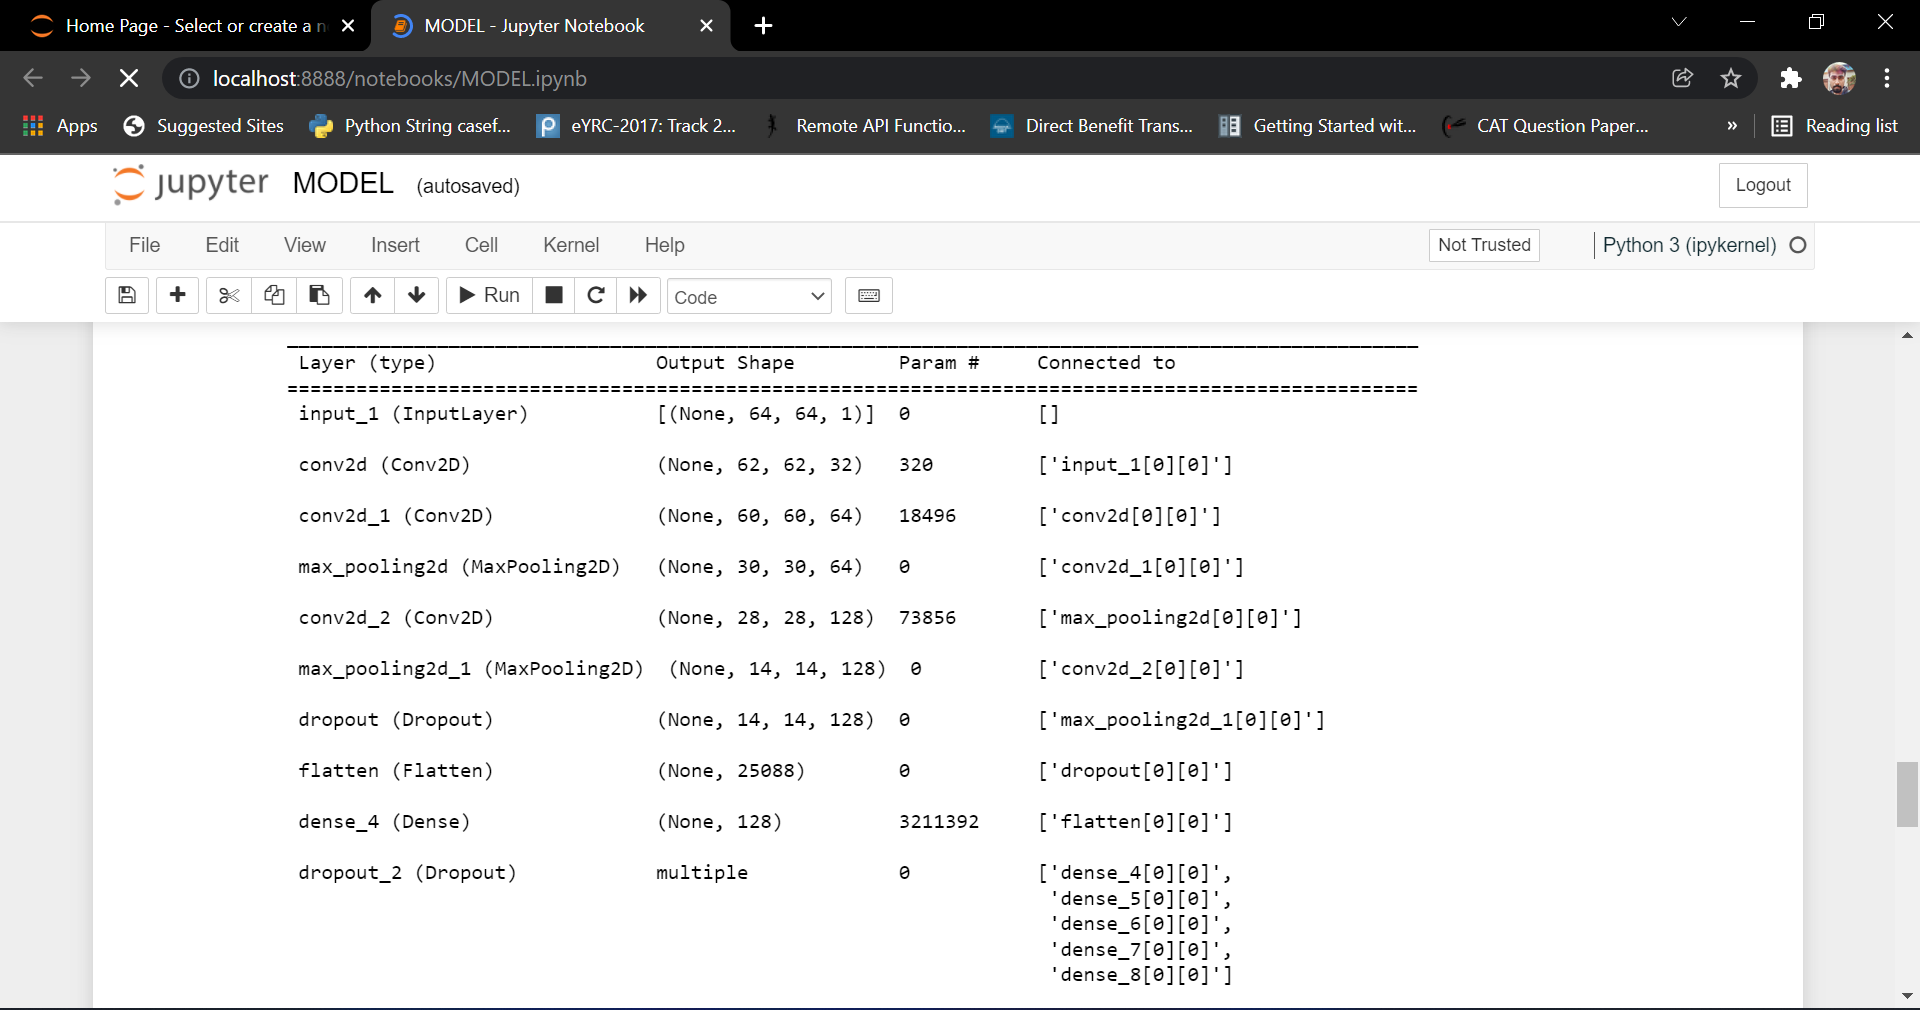 Home Page - Select or create a n
MODEL - Jupyter Notebook
localhost:8888/notebooks/MODEL.ipynb
Apps
Suggested Sites
Python String casef...
eYRC-2017: Track 2...
Remote API Functio...
Direct Benefit Trans...
Getting Started wit...
CAT Question Paper...
»
Reading list
jupyter MODEL (autosaved)
Logout
File Edit View Insert Cell Kernel Help
Not Trusted
Python 3 (ipykernel)
Run
Code
Layer (type) Output Shape Param # Connected to
input_1 (InputLayer) [(None, 64, 64, 1)] 0 []
conv2d (Conv2D) (None, 62, 62, 32) 320 ['input_1[0][0]']
conv2d_1 (Conv2D) (None, 60, 60, 64) 18496 ['conv2d[0][0]']
max_pooling2d (MaxPooling2D) (None, 30, 30, 64) 0 ['conv2d_1[0][0]']
conv2d_2 (Conv2D) (None, 28, 28, 128) 73856 ['max_pooling2d[0][0]']
max_pooling2d_1 (MaxPooling2D) (None, 14, 14, 128) 0 ['conv2d_2[0][0]']
dropout (Dropout) (None, 14, 14, 128) 0 ['max_pooling2d_1[0][0]']
flatten (Flatten) (None, 25088) 0 ['dropout[0][0]']
dense_4 (Dense) (None, 128) 3211392 ['flatten[0][0]']
dropout_2 (Dropout) multiple 0 ['dense_4[0][0]',
'dense_5[0][0]',
'dense_6[0][0]',
'dense_7[0][0]',
'dense_8[0][0]']